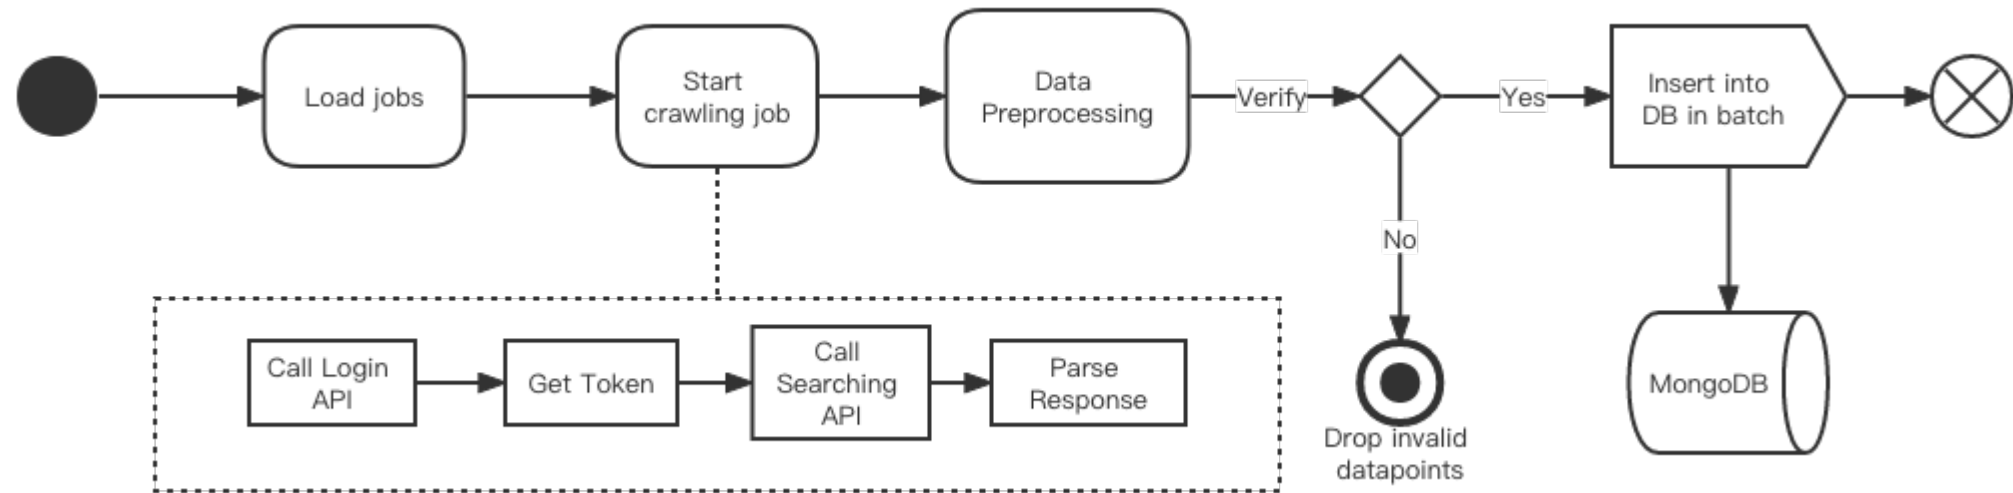 Load jobs
Start
crawling job
Data
Preprocessing
Verify
Yes
Insert into
DB in batch
No
Call Login
API
Get Token
Call
Searching
API
Parse
Response
Drop invalid
datapoints
MongoDB